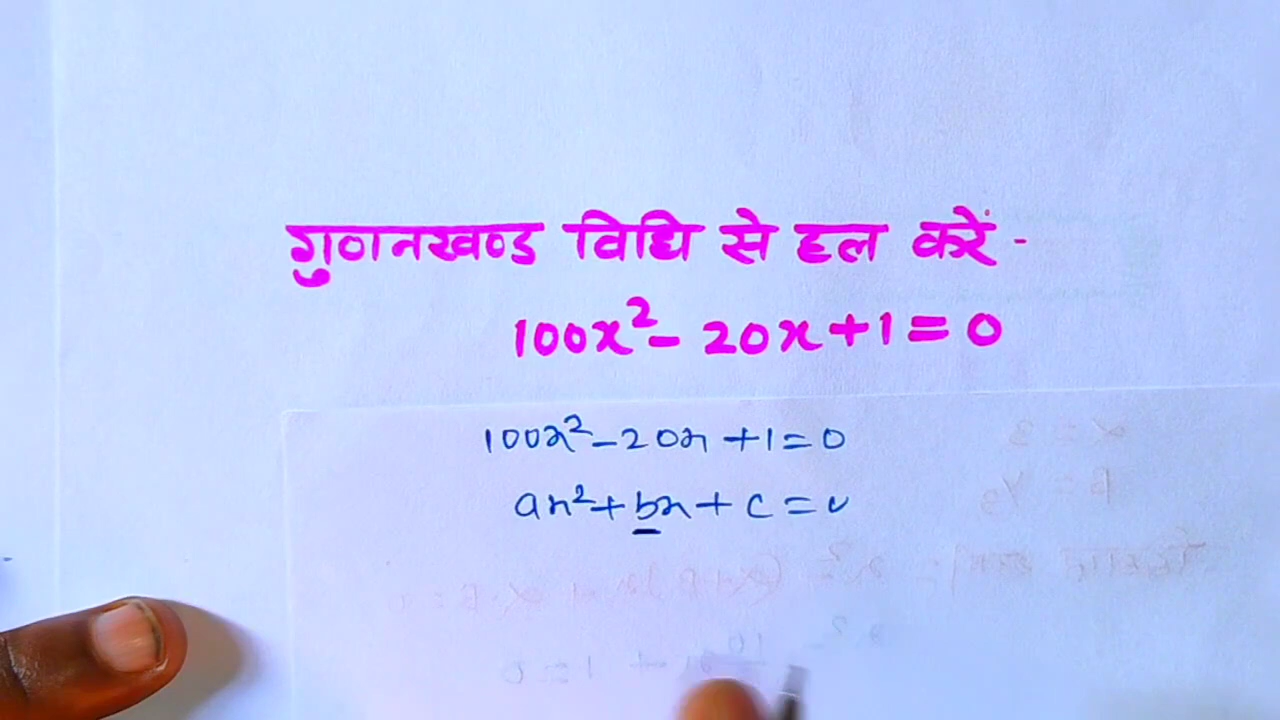 गुणनखण्ड विधि से हल करें -
100x² - 20x + 1 = 0
100x² - 20x + 1 = 0
ax² + bx + c = 0